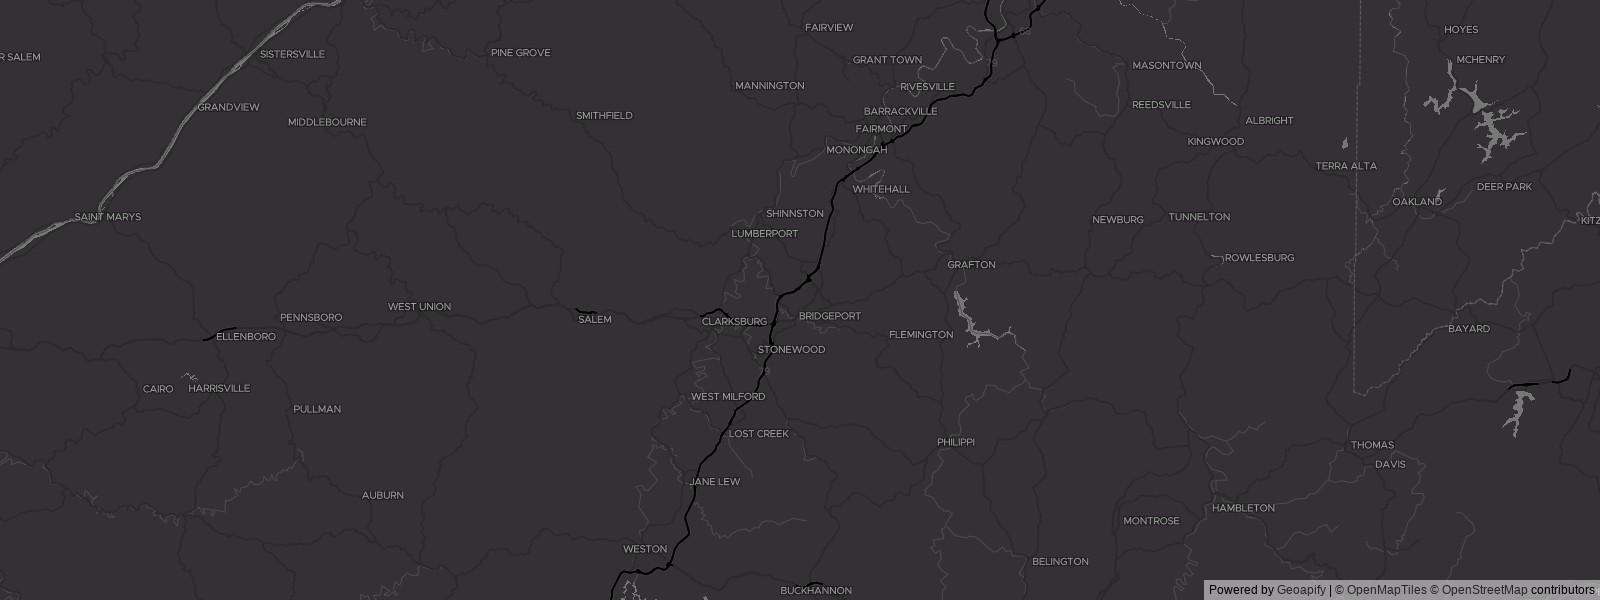 FAIRVIEW
HOYES
SISTERSVILLE
PINE GROVE
R SALEM
GRANT TOWN
MCHENRY
68
79
MASONTOWN
MANNINGTON
RIVESVILLE
GRANDVIEW
REEDSVILLE
BARRACKVILLE
SMITHFIELD
MIDDLEBOURNE
ALBRIGHT
FAIRMONT
KINGWOOD
MONONGAH
TERRA ALTA
WHITEHALL
DEER PARK
OAKLAND
SAINT MARYS
SHINNSTON
NEWBURG
TUNNELTON
KITZ
LUMBERPORT
ROWLESBURG
GRAFTON
WEST UNION
PENNSBORO
SALEM
CLARKSBURG
BRIDGEPORT
BAYARD
ELLENBORO
FLEMINGTON
STONEWOOD
79
CAIRO
HARRISVILLE
WEST MILFORD
PULLMAN
LOST CREEK
PHILIPPI
THOMAS
DAVIS
JANE LEW
AUBURN
HAMBLETON
MONTROSE
WESTON
BELINGTON
BUCKHANNON
Powered by Geoapify | © OpenMapTiles © OpenStreetMap contributors